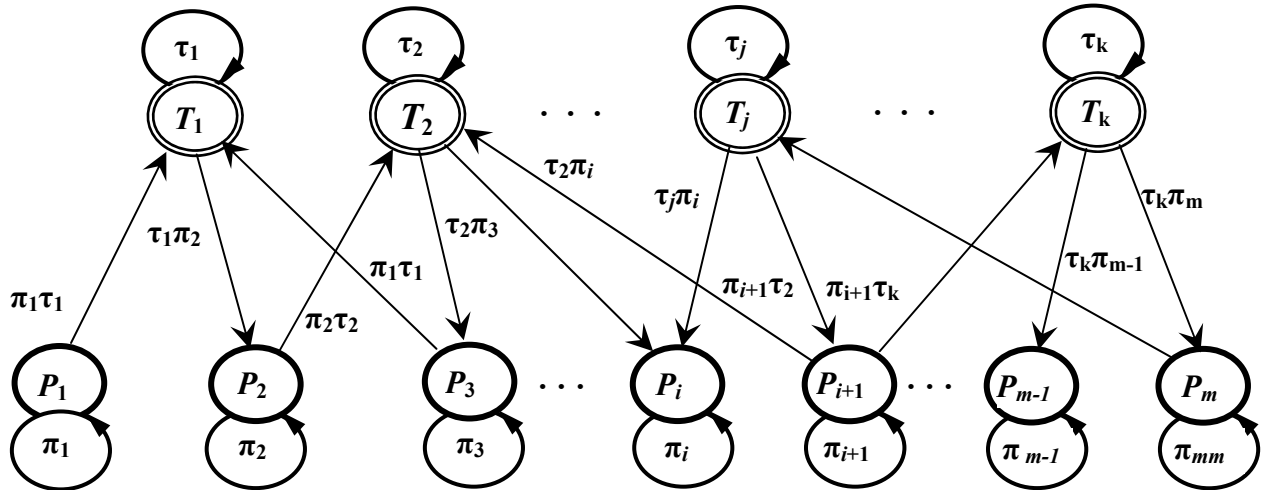 τ1 τ2 τj τk
T1 T2 . . . Tj . . . Tk
τ2πi
τjπi τkπm
τ1π2 τ2π3
π1τ1 τkπm-1
π1τ1 π2τ2 πi+1τ2 πi+1τk
P1 P2 P3 . . . Pi Pi+1 . . . Pm-1 Pm
π1 π2 π3 πi πi+1 π m-1 πmm